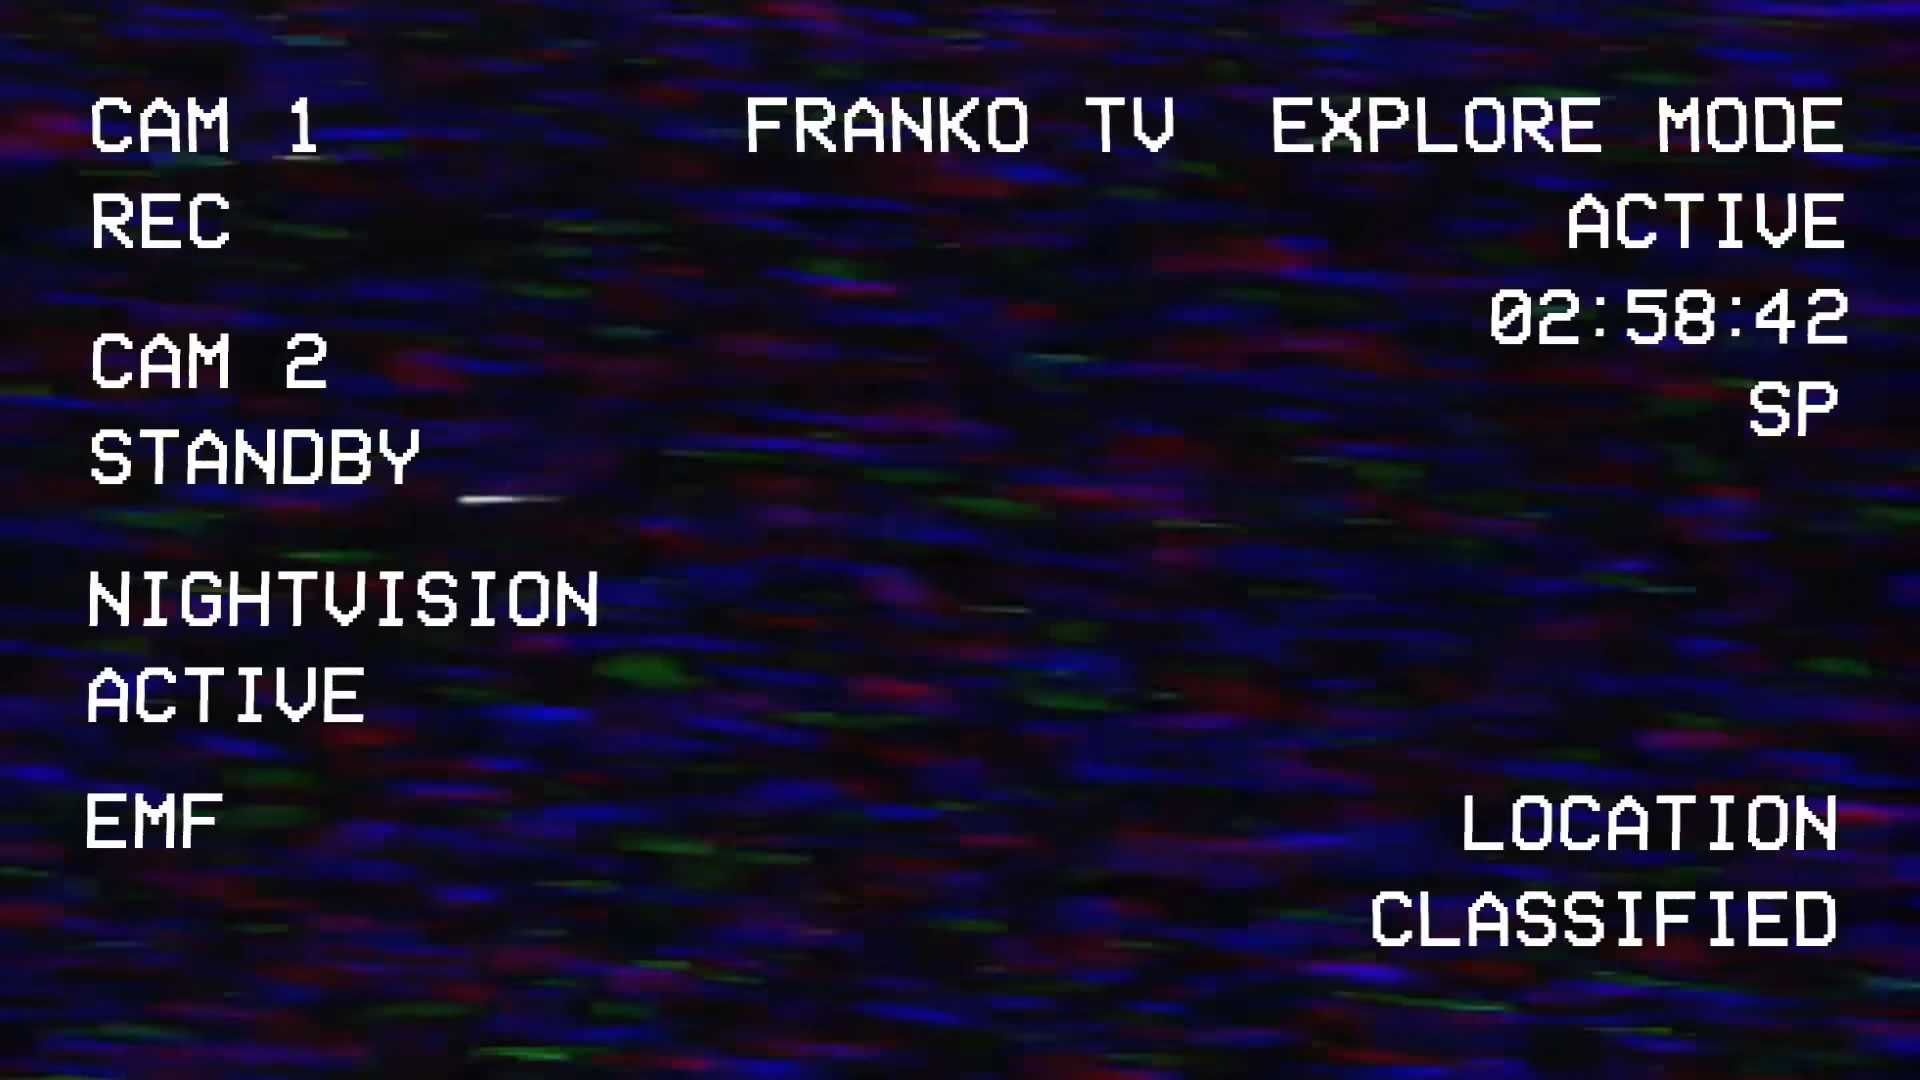 CAM 1
REC
CAM 2
STANDBY
NIGHTVISION
ACTIVE
EMF
FRANKO TV EXPLORE MODE
ACTIVE
02:58:42
SP
LOCATION
CLASSIFIED